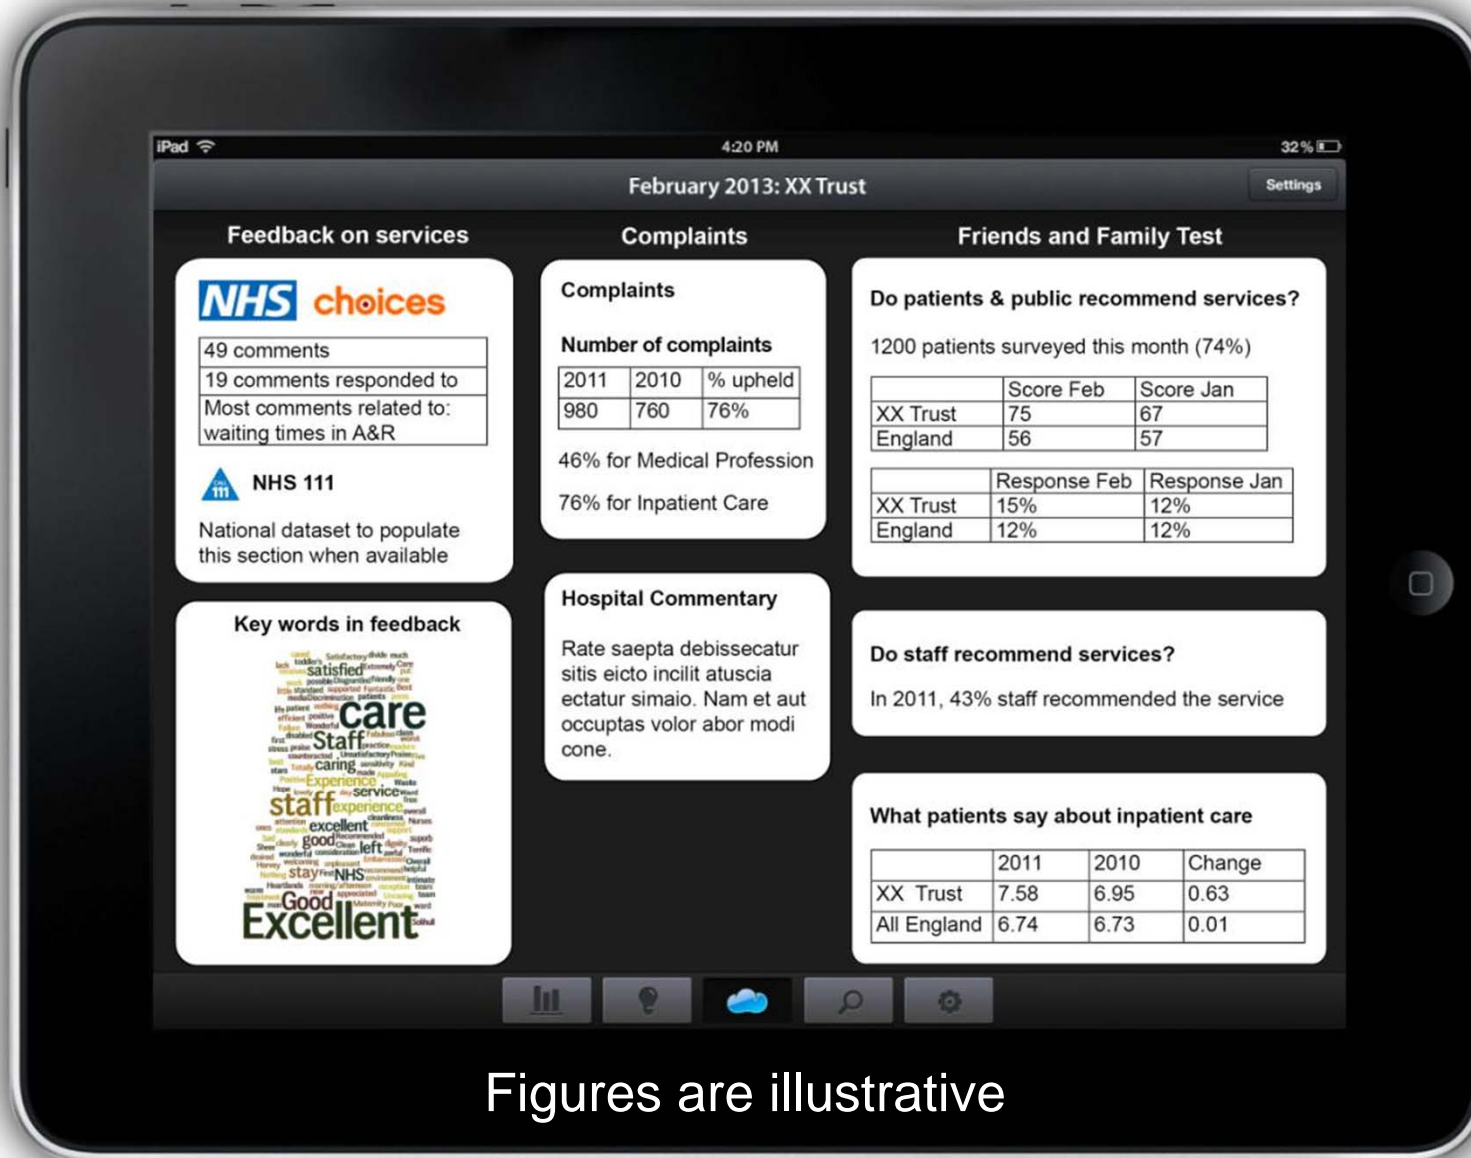 iPad
4:20 PM
32%
February 2013: XX Trust
Settings
Feedback on services
NHS choices
49 comments
19 comments responded to
Most comments related to:
waiting times in A&R
CALL 111
NHS 111
National dataset to populate
this section when available
Key words in feedback
satisfied
care
Staff
caring
Experience
service
staff
experience
excellent
good
left
stay
NHS
Good
Excellent
Complaints
Complaints
Number of complaints
2011 2010 % upheld
980 760 76%
46% for Medical Profession
76% for Inpatient Care
Hospital Commentary
Rate saepta debissecatur
sitis eicto incilit atuscia
ectatur simaio. Nam et aut
occuptas volor abor modi
cone.
Friends and Family Test
Do patients & public recommend services?
1200 patients surveyed this month (74%)
Score Feb Score Jan
XX Trust 75 67
England 56 57
Response Feb Response Jan
XX Trust 15% 12%
England 12% 12%
Do staff recommend services?
In 2011, 43% staff recommended the service
What patients say about inpatient care
2011 2010 Change
XX Trust 7.58 6.95 0.63
All England 6.74 6.73 0.01
Figures are illustrative